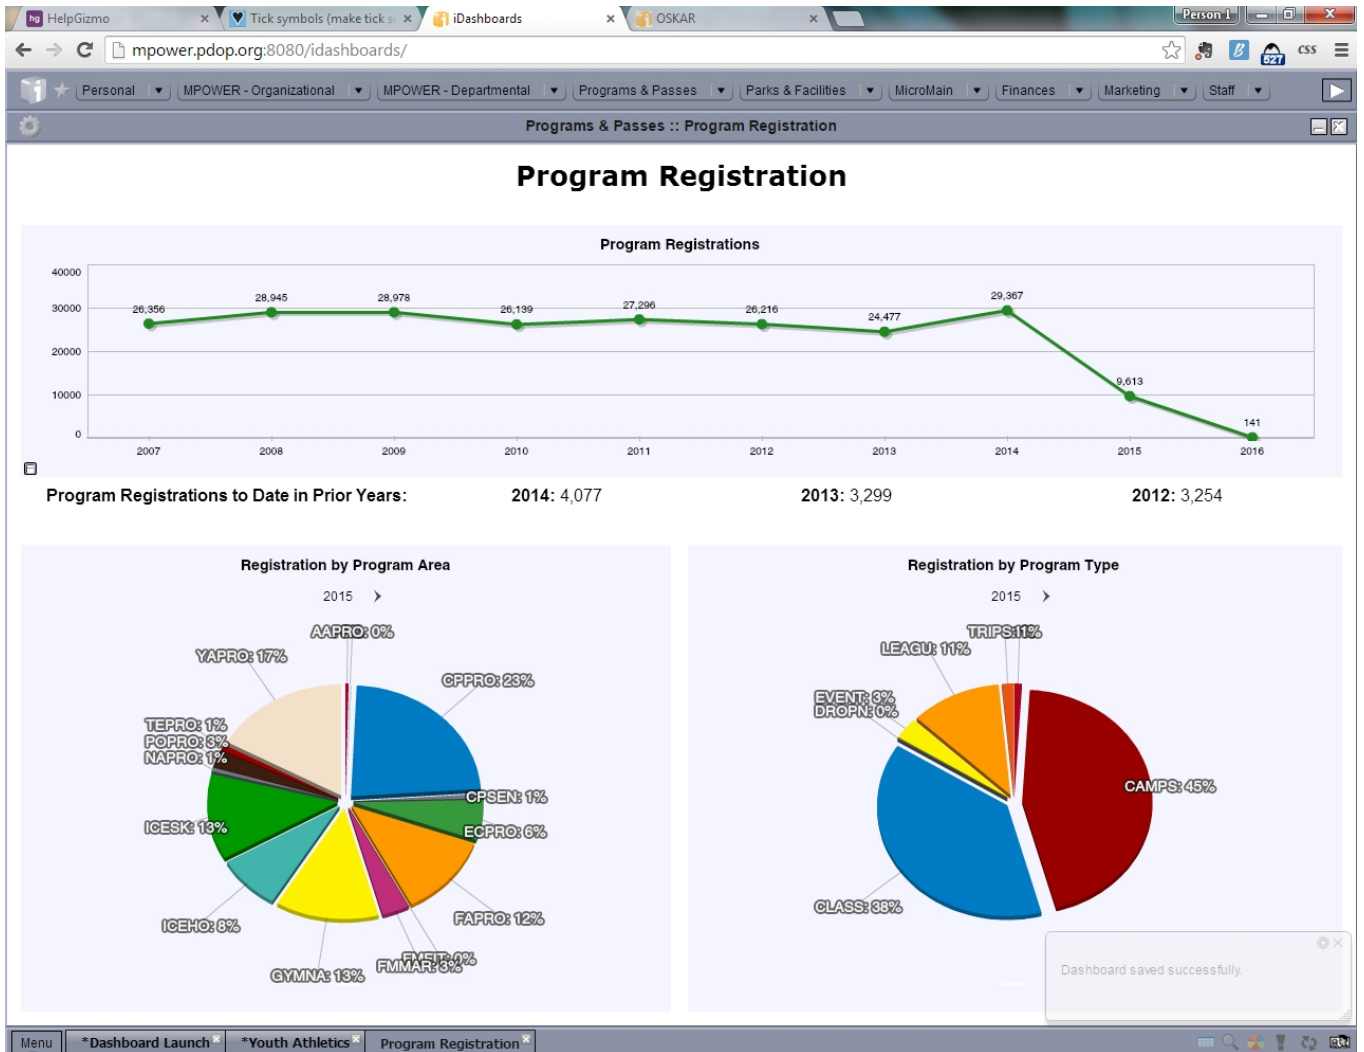 HelpGizmo
Tick symbols (make tick si
iDashboards
OSKAR
Person 1
mpower.pdop.org:8080/idashboards/
527
css
Personal
MPOWER - Organizational
MPOWER - Departmental
Programs & Passes
Parks & Facilities
MicroMain
Finances
Marketing
Staff
Programs & Passes :: Program Registration
Program Registration
Program Registrations
40000
30000
20000
10000
0
26,356
28,945
28,978
26,139
27,296
26,216
24,477
29,367
9,613
141
2007
2008
2009
2010
2011
2012
2013
2014
2015
2016
Program Registrations to Date in Prior Years:
2014: 4,077
2013: 3,299
2012: 3,254
Registration by Program Area
2015
AAPRO: 0%
YAPRO: 17%
CPPRO: 23%
TEPRO: 1%
POPRO: 3%
NAPRO: 1%
CPSEN: 1%
ICESK: 13%
ECPRO: 6%
FAPRO: 12%
ICEHO: 8%
FMMAR: 3%
GYMNA: 13%
Registration by Program Type
2015
TRIPS:
LEAGU: 11%
EVENT: 3%
DROPN: 0%
CAMPS: 45%
CLASS: 38%
Dashboard saved successfully.
Menu
*Dashboard Launch
*Youth Athletics
Program Registration